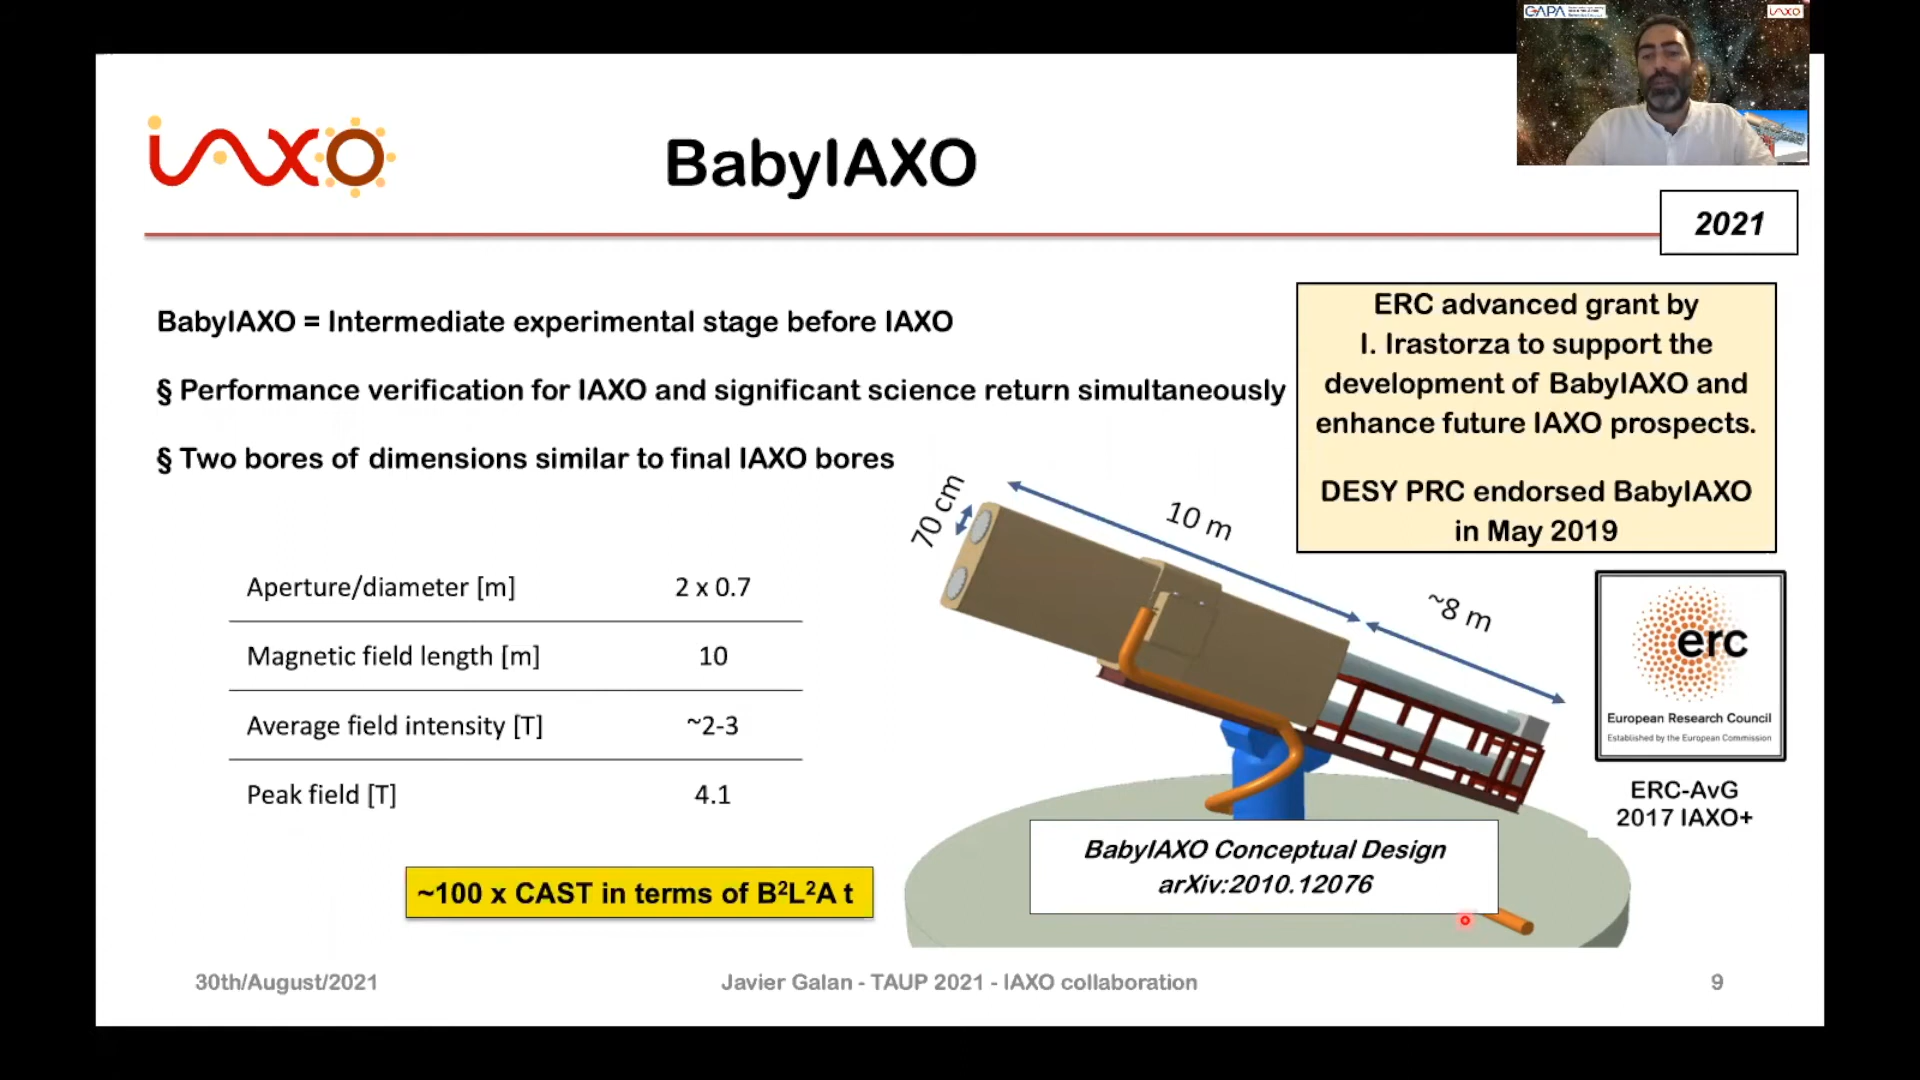 CAPA
IAXO
iAXO
BabyIAXO
2021
BabyIAXO = Intermediate experimental stage before IAXO
§ Performance verification for IAXO and significant science return simultaneously
§ Two bores of dimensions similar to final IAXO bores
ERC advanced grant by
I. Irastorza to support the
development of BabyIAXO and
enhance future IAXO prospects.
DESY PRC endorsed BabyIAXO
in May 2019
70 cm
10 m
~8 m
Aperture/diameter [m] 2 x 0.7
Magnetic field length [m] 10
Average field intensity [T] ~2-3
Peak field [T] 4.1
erc
European Research Council
Established by the European Commission
ERC-AvG
2017 IAXO+
BabyIAXO Conceptual Design
arXiv:2010.12076
~100 x CAST in terms of B²L²A t
30th/August/2021
Javier Galan - TAUP 2021 - IAXO collaboration
9